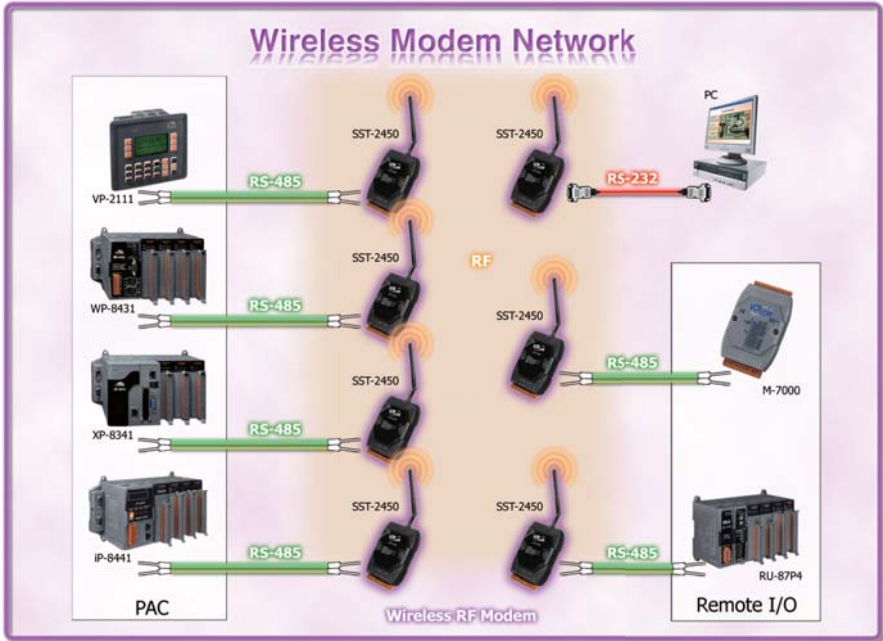 Wireless Modem Network
SST-2450
SST-2450
PC
RS-485
RS-232
VP-2111
SST-2450
RF
WP-8431
RS-485
SST-2450
SST-2450
RS-485
M-7000
XP-8341
RS-485
SST-2450
SST-2450
iP-8441
RS-485
RS-485
RU-87P4
PAC
Wireless RF Modem
Remote I/O